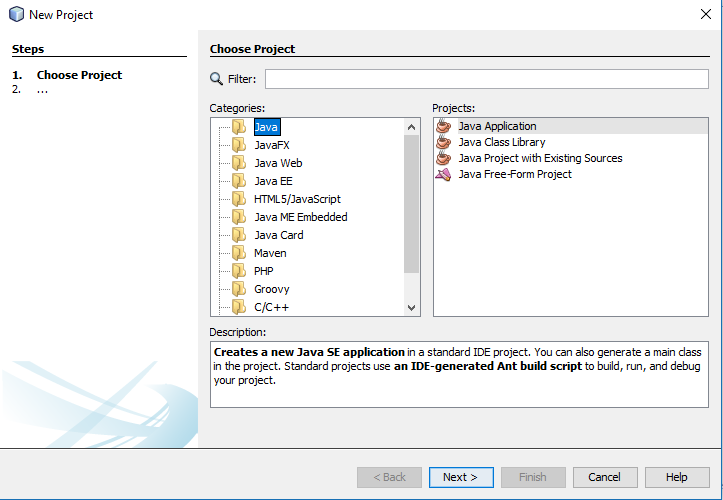 New Project
Steps
1. Choose Project
2. ...
Choose Project
Filter:
Categories:
Java
JavaFX
Java Web
Java EE
HTML5/JavaScript
Java ME Embedded
Java Card
Maven
PHP
Groovy
C/C++
Projects:
Java Application
Java Class Library
Java Project with Existing Sources
Java Free-Form Project
Description:
Creates a new Java SE application in a standard IDE project. You can also generate a main class
in the project. Standard projects use an IDE-generated Ant build script to build, run, and debug
your project.
< Back
Next >
Finish
Cancel
Help